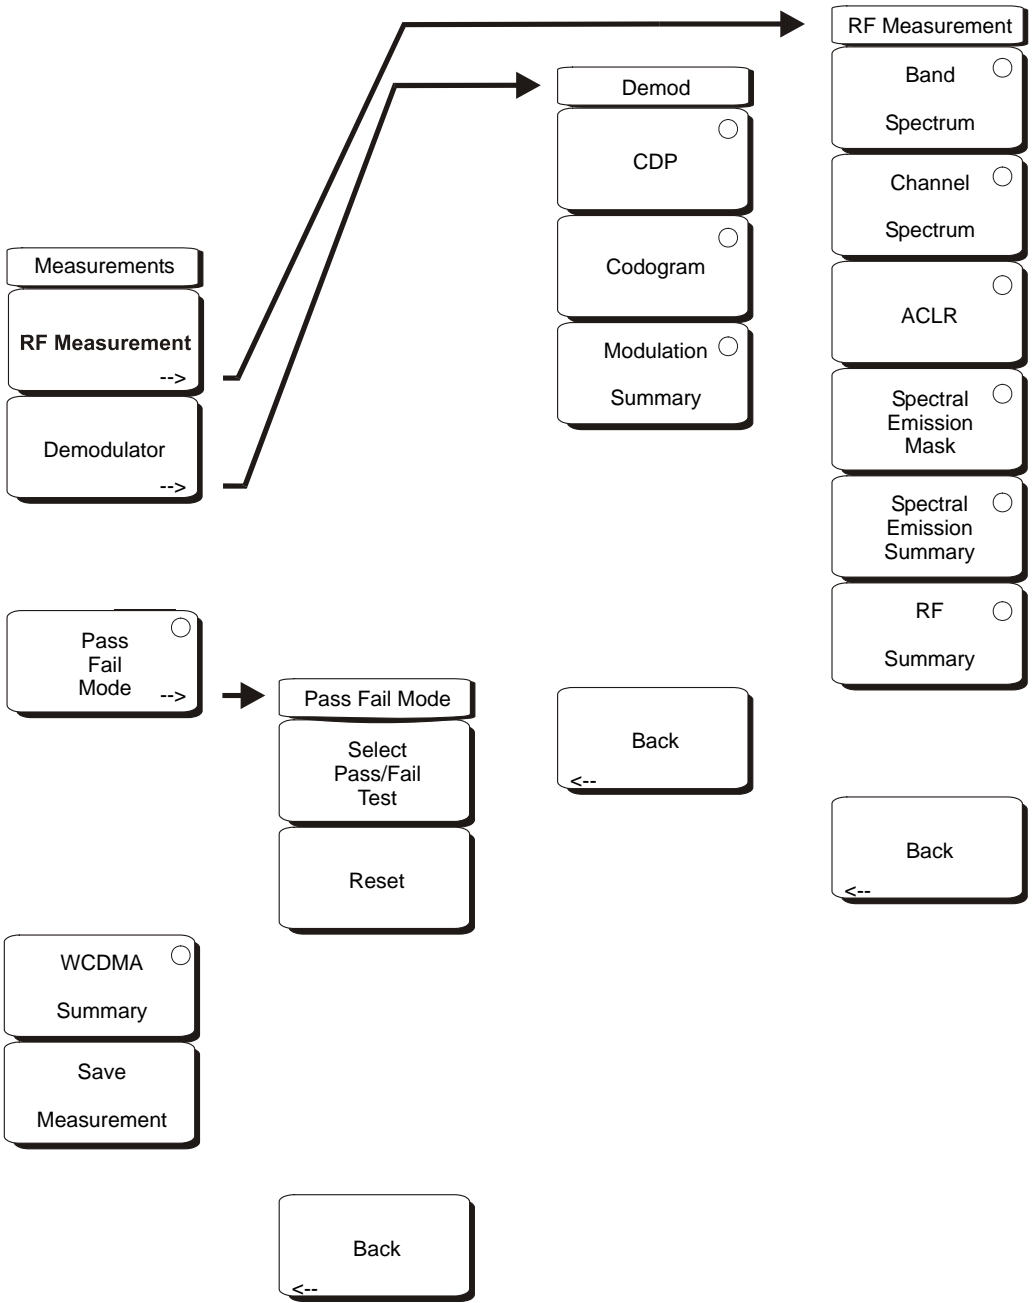 Measurements
RF Measurement
-->
Demodulator
-->
Pass
Fail
Mode
-->
WCDMA
Summary
Save
Measurement
Pass Fail Mode
Select
Pass/Fail
Test
Reset
Back
<--
Demod
CDP
Codogram
Modulation
Summary
Back
<--
RF Measurement
Band
Spectrum
Channel
Spectrum
ACLR
Spectral
Emission
Mask
Spectral
Emission
Summary
RF
Summary
Back
<--